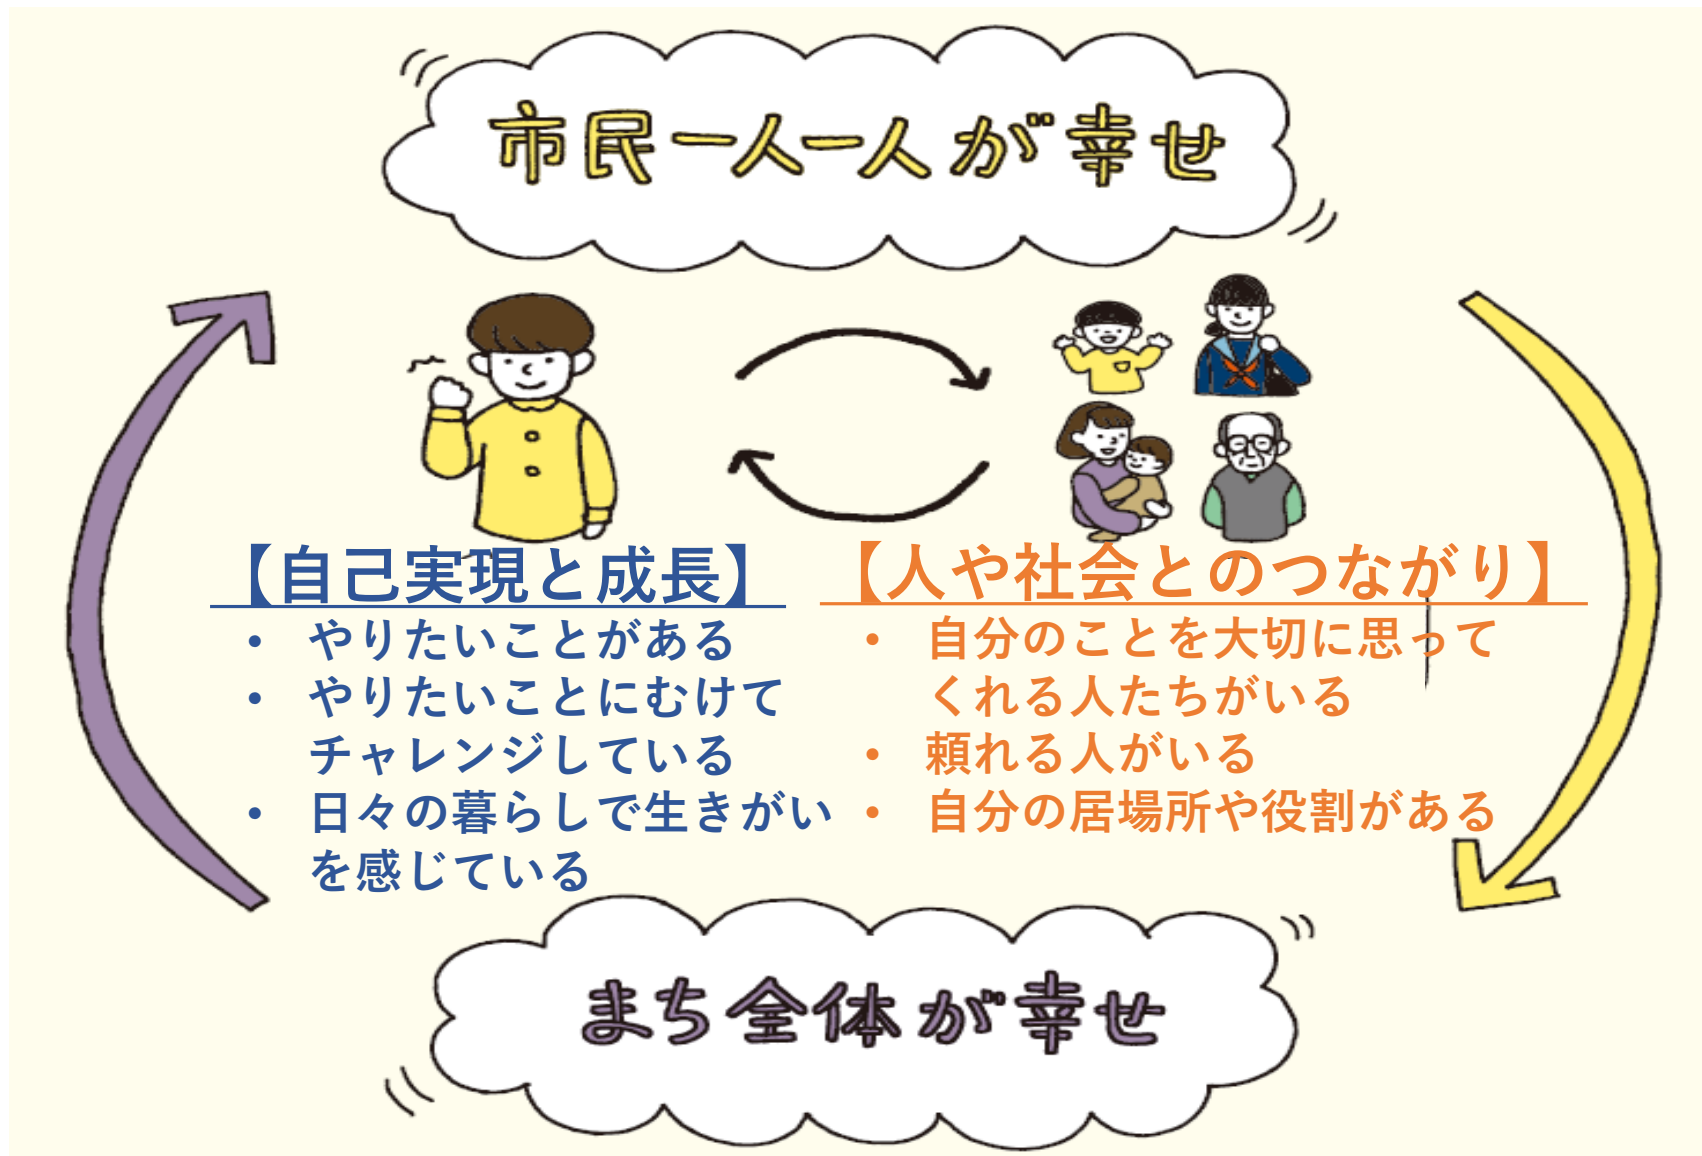 市民一人一人が幸せ
【自己実現と成長】
• やりたいことがある
• やりたいことにむけて
チャレンジしている
• 日々の暮らしで生きがい
を感じている
【人や社会とのつながり】
• 自分のことを大切に思って
くれる人たちがいる
• 頼れる人がいる
• 自分の居場所や役割がある
まち全体が幸せ